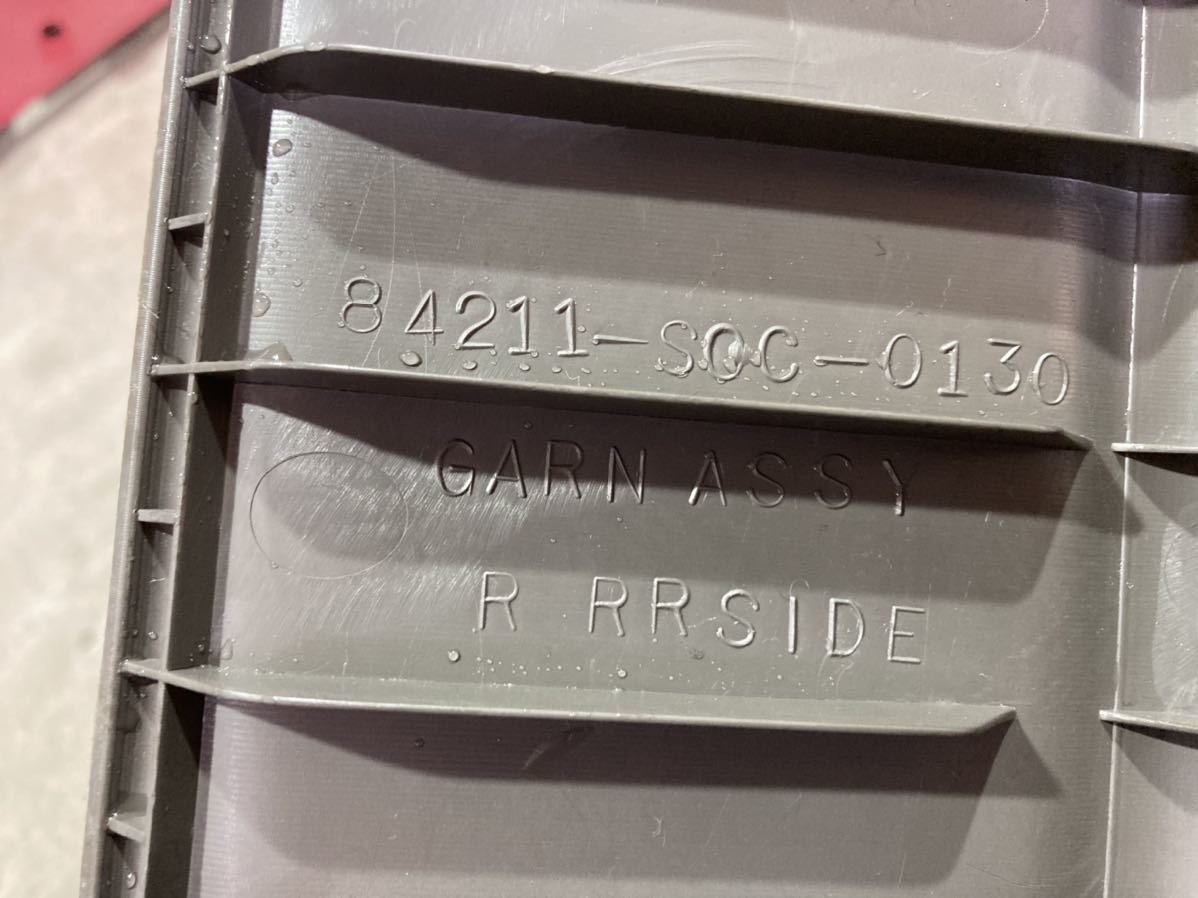 84211-S0C-0130
GARN ASSY
R RRSIDE